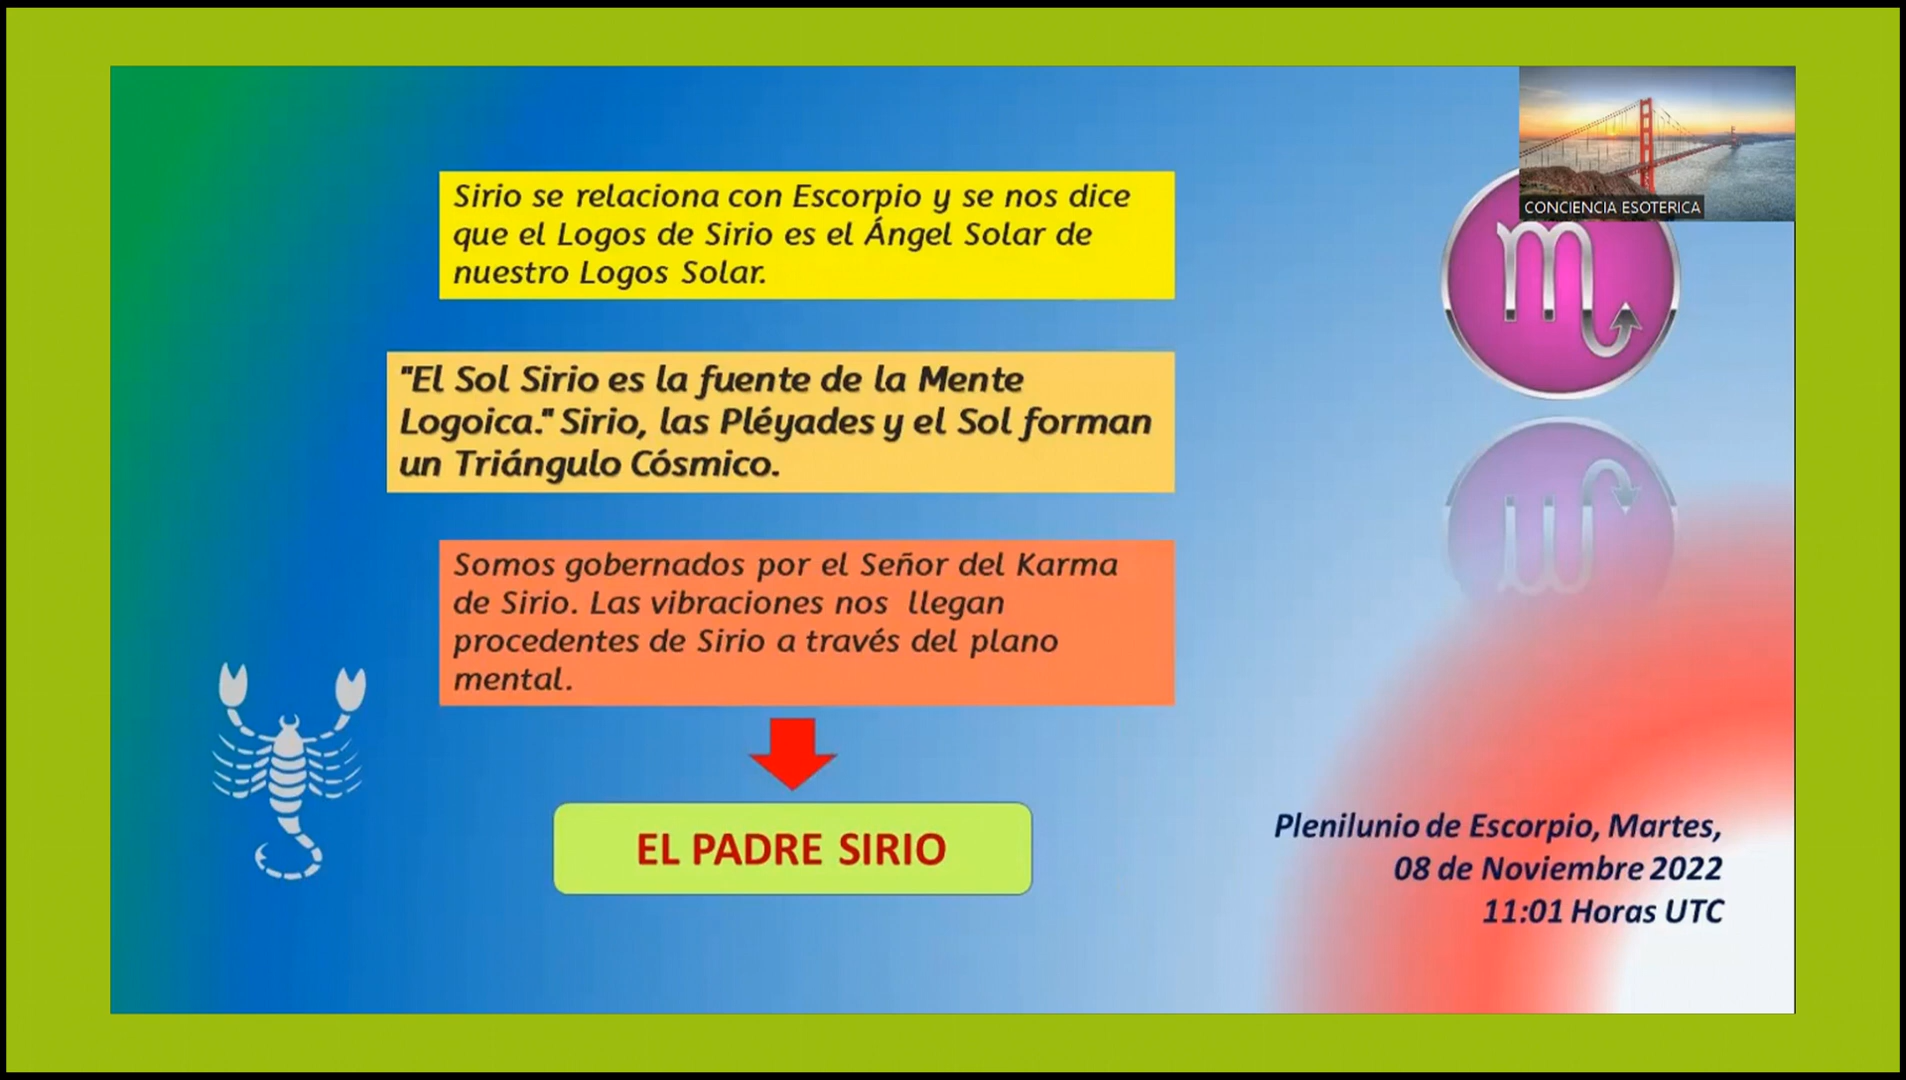 CONCIENCIA ESOTERICA
Sirio se relaciona con Escorpio y se nos dice
que el Logos de Sirio es el Ángel Solar de
nuestro Logos Solar.
"El Sol Sirio es la fuente de la Mente
Logoica." Sirio, las Pléyades y el Sol forman
un Triángulo Cósmico.
Somos gobernados por el Señor del Karma
de Sirio. Las vibraciones nos llegan
procedentes de Sirio a través del plano
mental.
EL PADRE SIRIO
Plenilunio de Escorpio, Martes,
08 de Noviembre 2022
11:01 Horas UTC